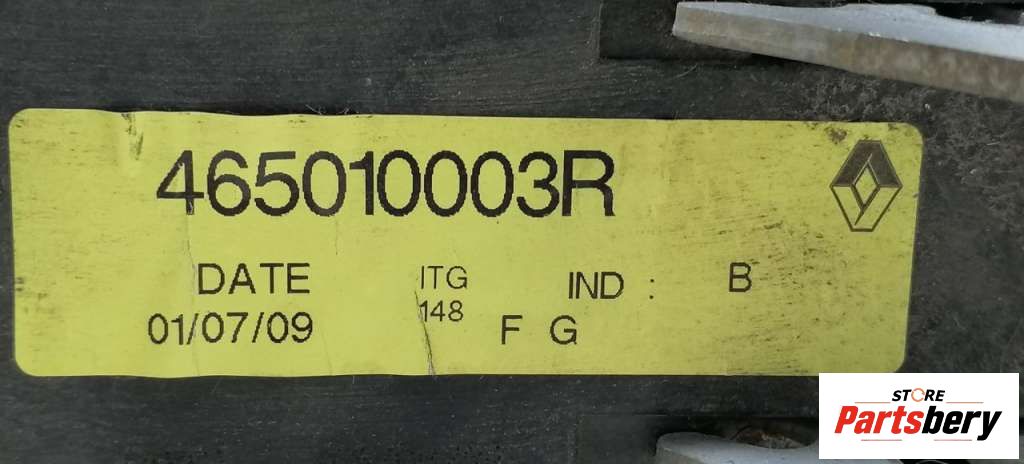 465010003R
DATE ITG IND : B
01/07/09 148 F G
STORE
Partsbery